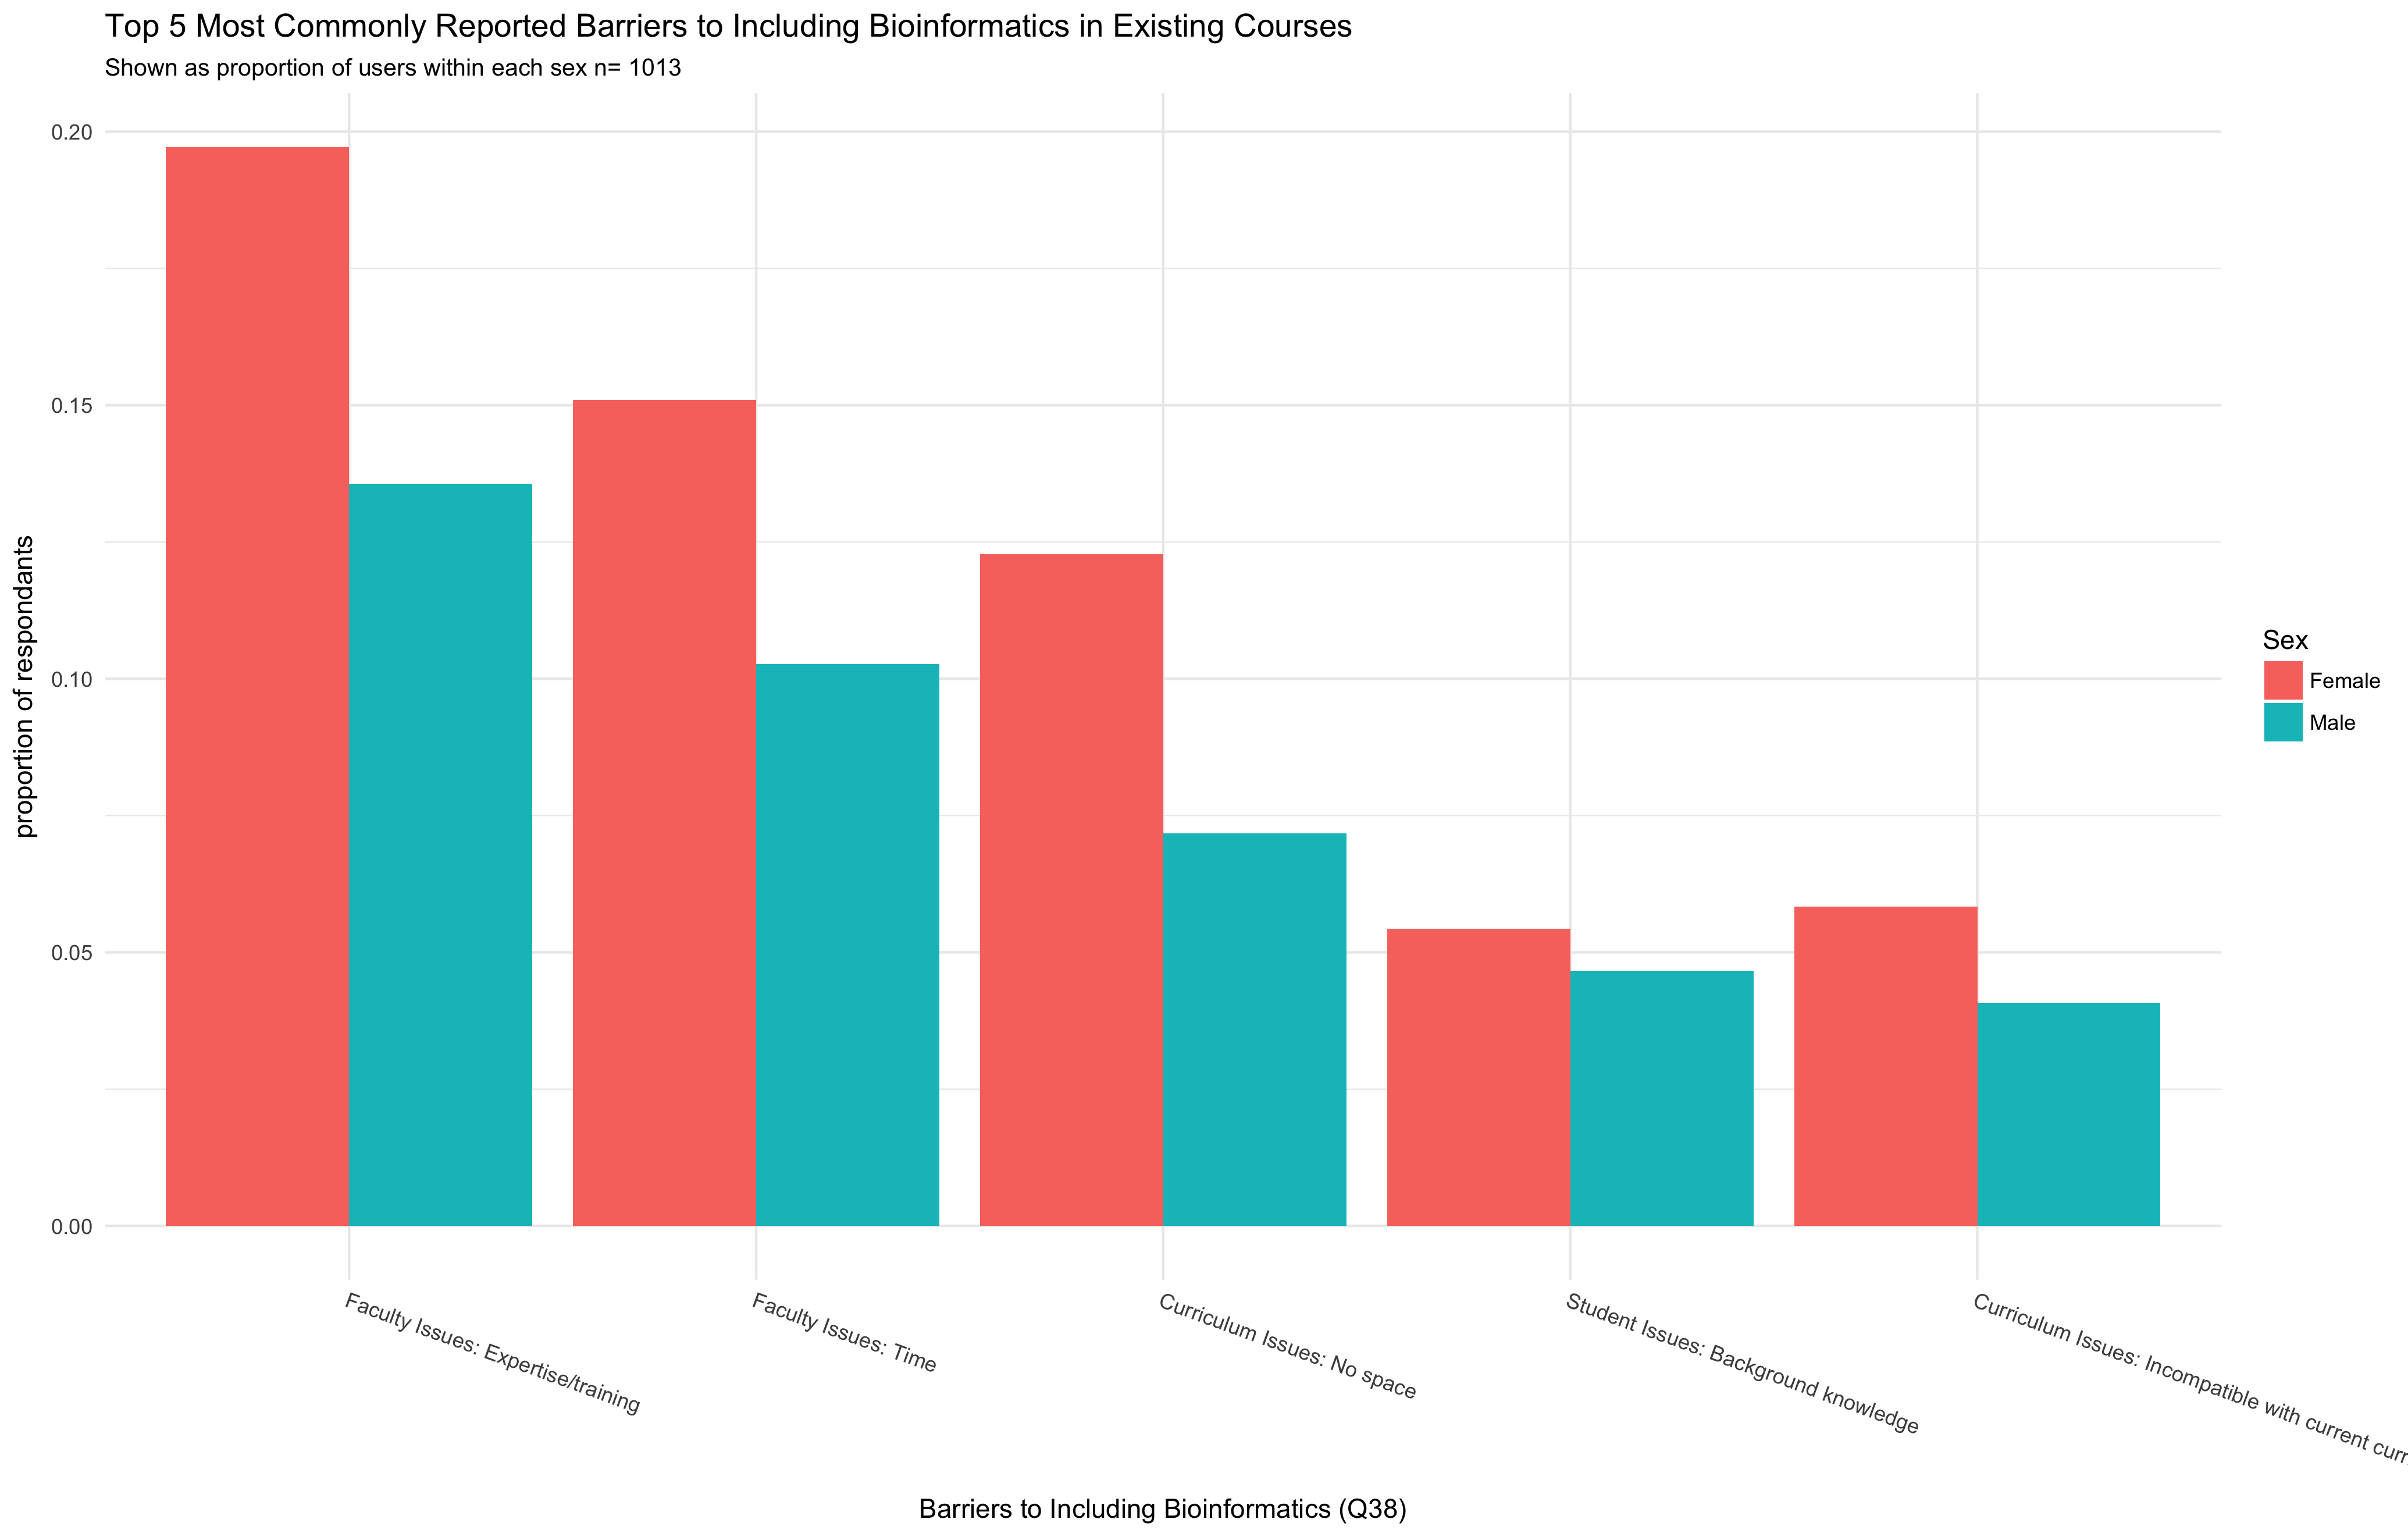 Top 5 Most Commonly Reported Barriers to Including Bioinformatics in Existing Courses
Shown as proportion of users within each sex n= 1013
proportion of respondants
0.20
0.15
0.10
0.05
0.00
Faculty Issues: Expertise/training
Faculty Issues: Time
Curriculum Issues: No space
Student Issues: Background knowledge
Curriculum Issues: Incompatible with current curr
Barriers to Including Bioinformatics (Q38)
Sex
Female
Male